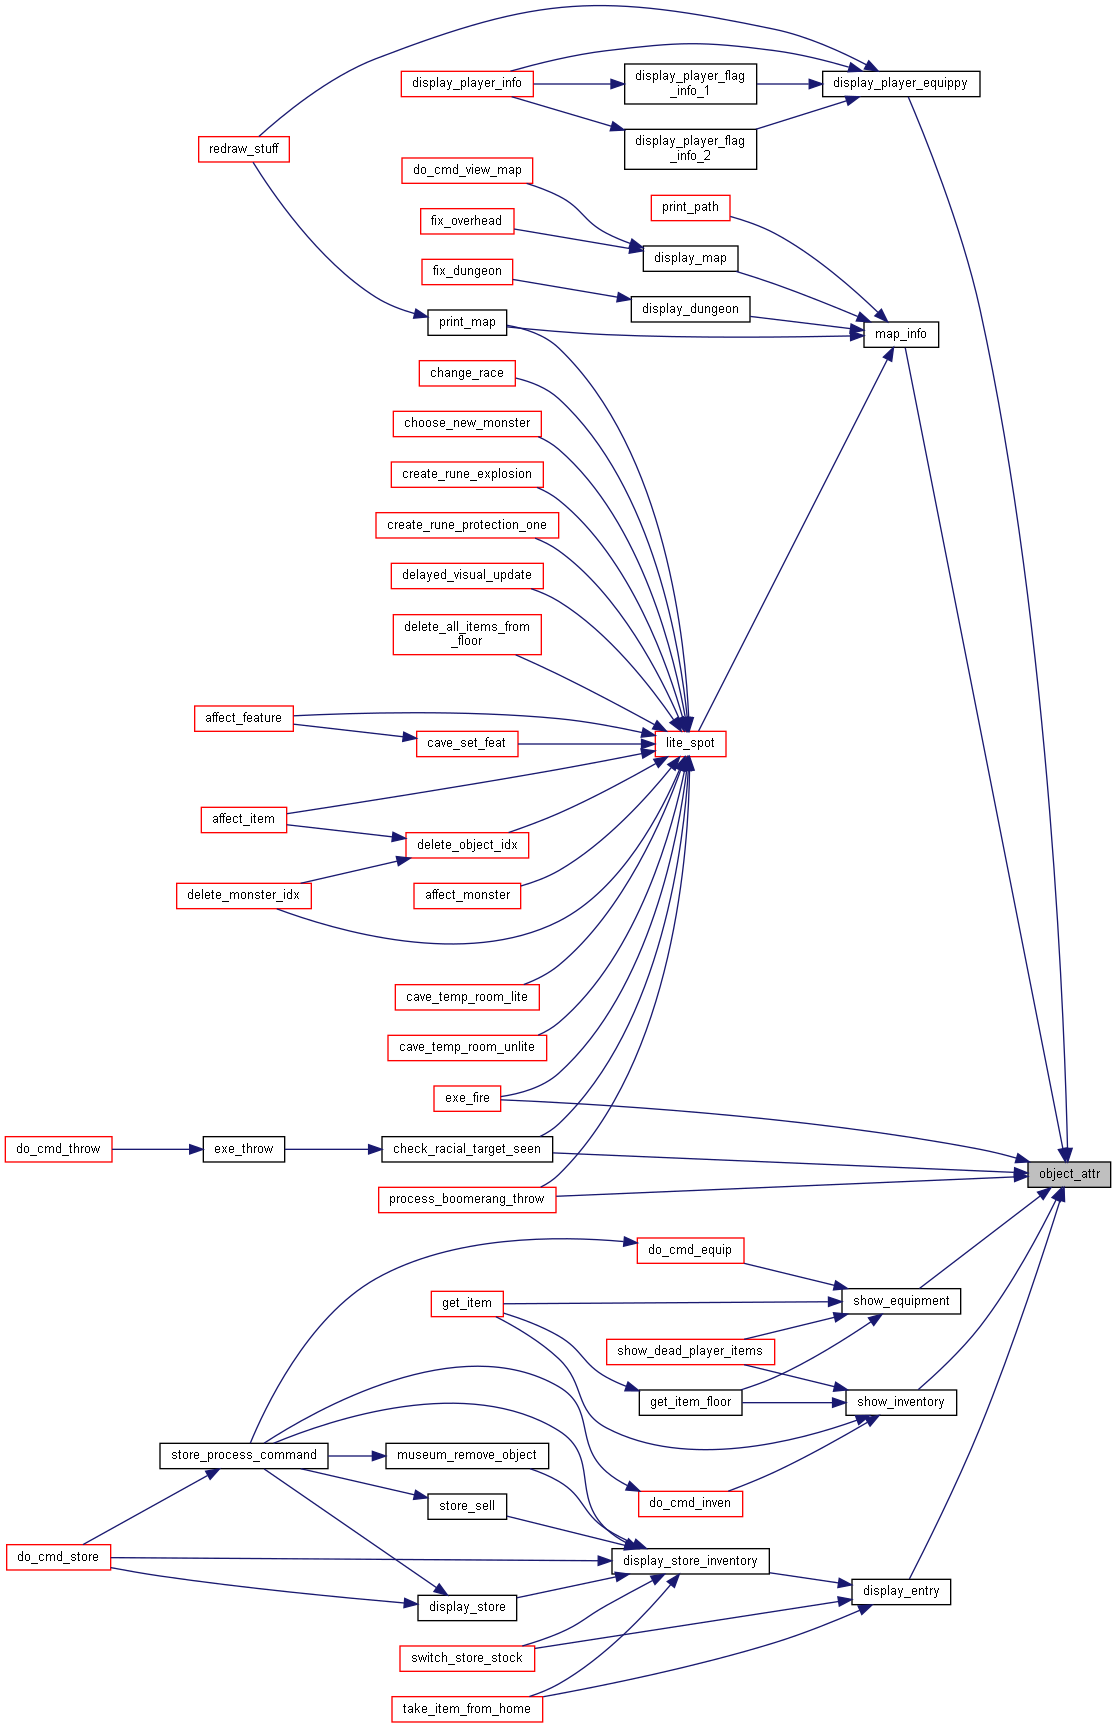 display_player_info
display_player_flag
_info_1
display_player_equippy
display_player_flag
_info_2
redraw_stuff
do_cmd_view_map
print_path
fix_overhead
display_map
fix_dungeon
display_dungeon
print_map
map_info
change_race
choose_new_monster
create_rune_explosion
create_rune_protection_one
delayed_visual_update
delete_all_items_from
_floor
affect_feature
cave_set_feat
lite_spot
affect_item
delete_object_idx
delete_monster_idx
affect_monster
cave_temp_room_lite
cave_temp_room_unlite
exe_fire
do_cmd_throw
exe_throw
check_racial_target_seen
object_attr
process_boomerang_throw
do_cmd_equip
get_item
show_equipment
show_dead_player_items
get_item_floor
show_inventory
store_process_command
museum_remove_object
store_sell
do_cmd_inven
do_cmd_store
display_store_inventory
display_entry
display_store
switch_store_stock
take_item_from_home